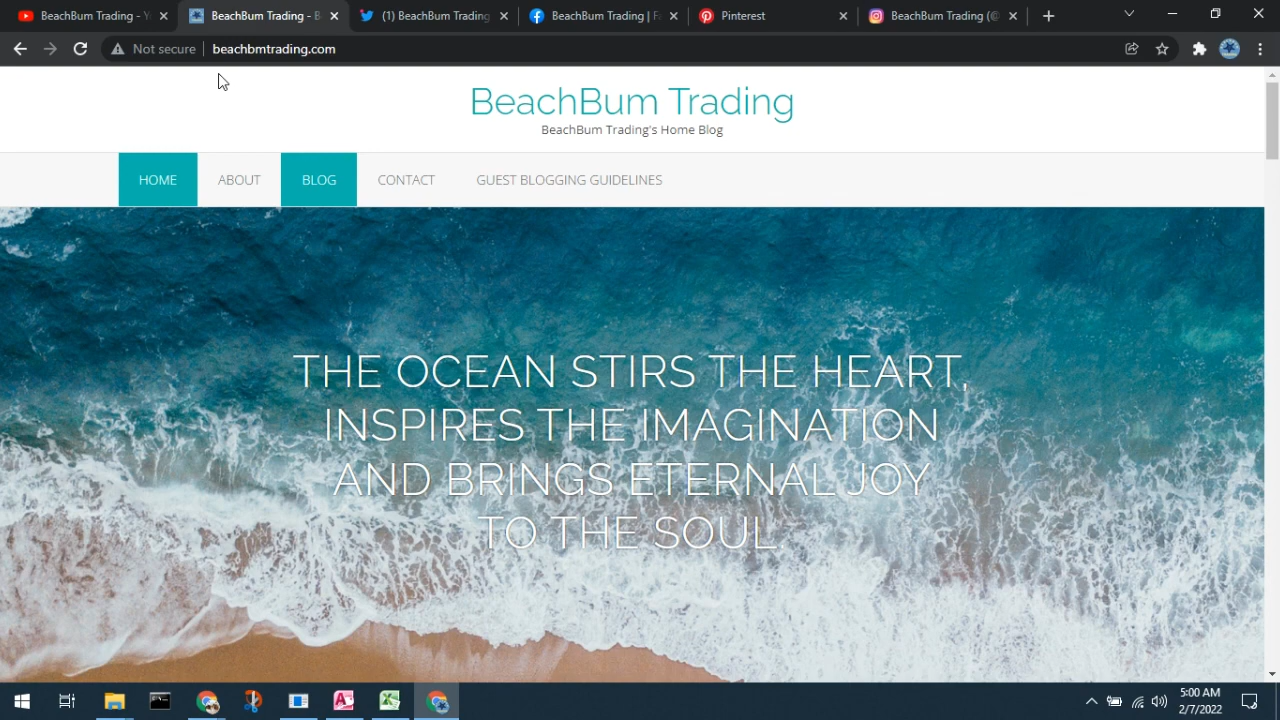 BeachBum Trading - Y
BeachBum Trading - B
(1) BeachBum Trading
BeachBum Trading | Fa
Pinterest
BeachBum Trading (@
Not secure
beachbmtrading.com
BeachBum Trading
BeachBum Trading's Home Blog
HOME
ABOUT
BLOG
CONTACT
GUEST BLOGGING GUIDELINES
THE OCEAN STIRS THE HEART,
INSPIRES THE IMAGINATION
AND BRINGS ETERNAL JOY
TO THE SOUL.
5:00 AM
2/7/2022